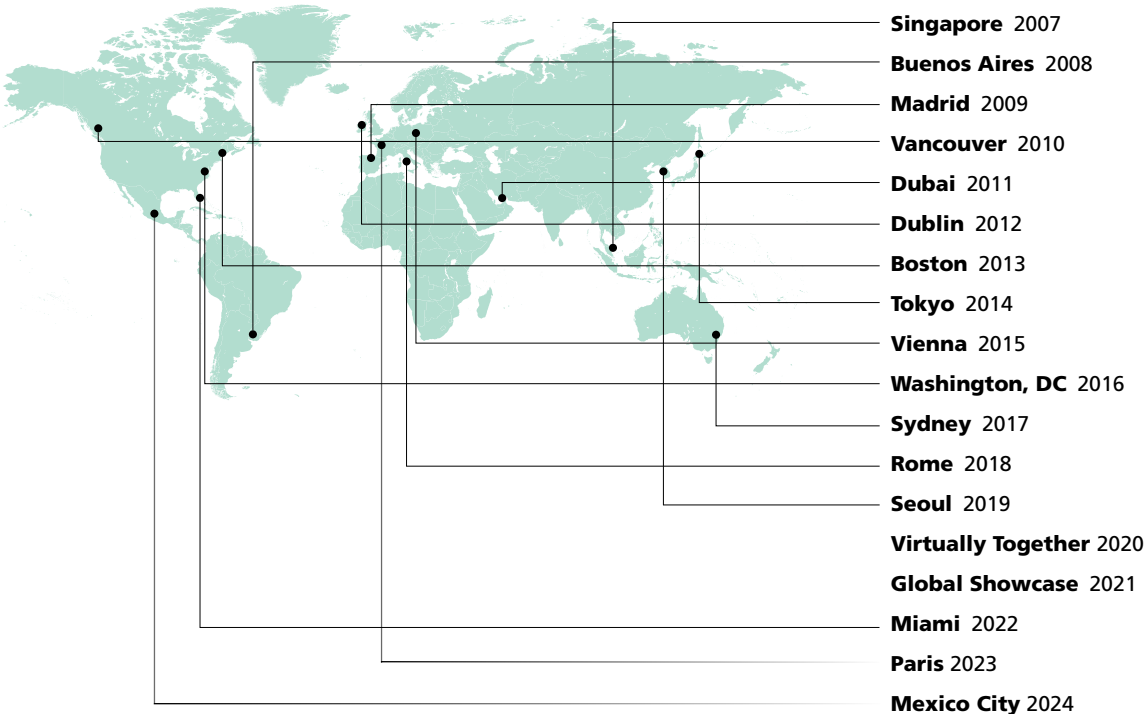 Singapore 2007
Buenos Aires 2008
Madrid 2009
Vancouver 2010
Dubai 2011
Dublin 2012
Boston 2013
Tokyo 2014
Vienna 2015
Washington, DC 2016
Sydney 2017
Rome 2018
Seoul 2019
Virtually Together 2020
Global Showcase 2021
Miami 2022
Paris 2023
Mexico City 2024